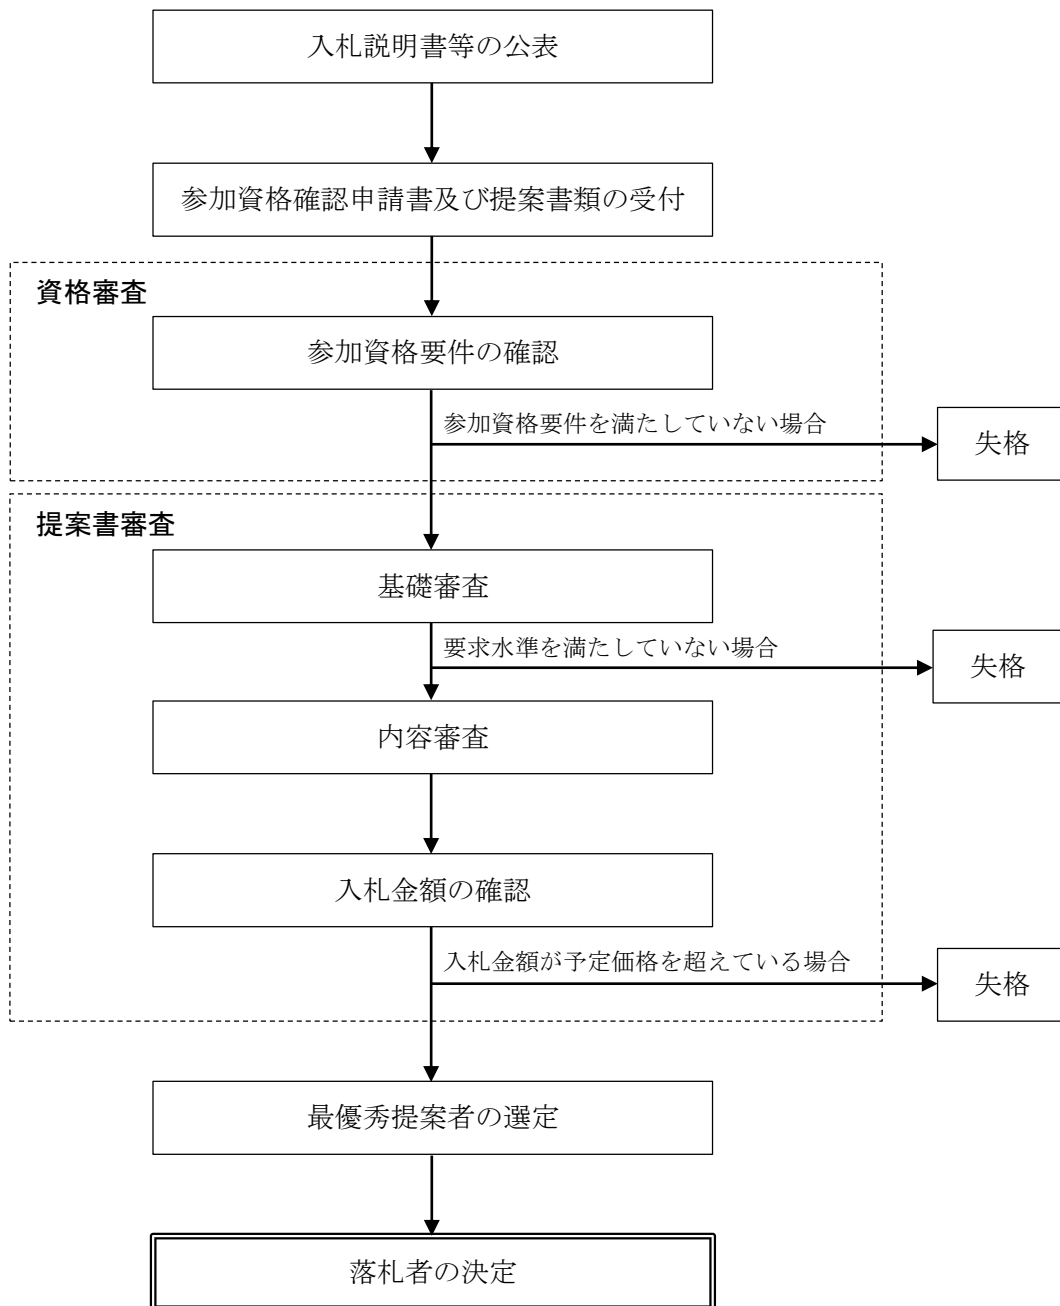 入札説明書等の公表
参加資格確認申請書及び提案書類の受付
資格審査
参加資格要件の確認
参加資格要件を満たしていない場合
失格
提案書審査
基礎審査
要求水準を満たしていない場合
失格
内容審査
入札金額の確認
入札金額が予定価格を超えている場合
失格
最優秀提案者の選定
落札者の決定